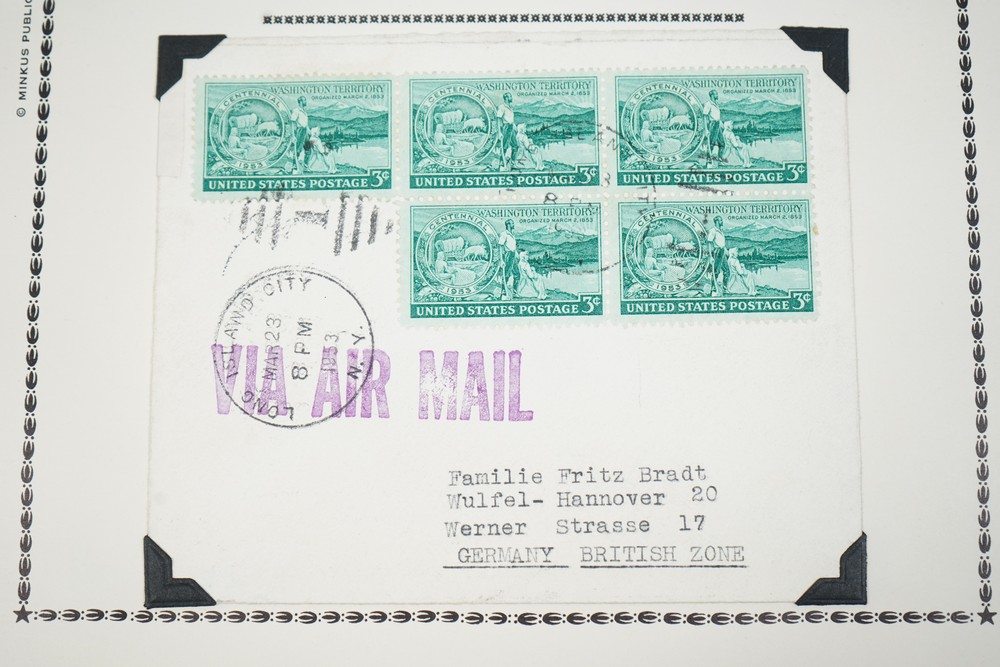 © MINKUS PUBLIC
CENTENNIAL
1953
WASHINGTON TERRITORY
ORGANIZED MARCH 2, 1853
UNITED STATES POSTAGE 3¢
CENTENNIAL
1953
WASHINGTON TERRITORY
ORGANIZED MARCH 2, 1853
UNITED STATES POSTAGE 3¢
CENTENNIAL
1953
WASHINGTON TERRITORY
ORGANIZED MARCH 2, 1853
UNITED STATES POSTAGE 3¢
CENTENNIAL
1953
WASHINGTON TERRITORY
ORGANIZED MARCH 2, 1853
UNITED STATES POSTAGE 3¢
CENTENNIAL
1953
WASHINGTON TERRITORY
ORGANIZED MARCH 2, 1853
UNITED STATES POSTAGE 3¢
LONG ISLAND CITY N.Y.
MAR 23
8 PM
1953
VIA AIR MAIL
Familie Fritz Bradt
Wulfel- Hannover 20
Werner Strasse 17
GERMANY BRITISH ZONE